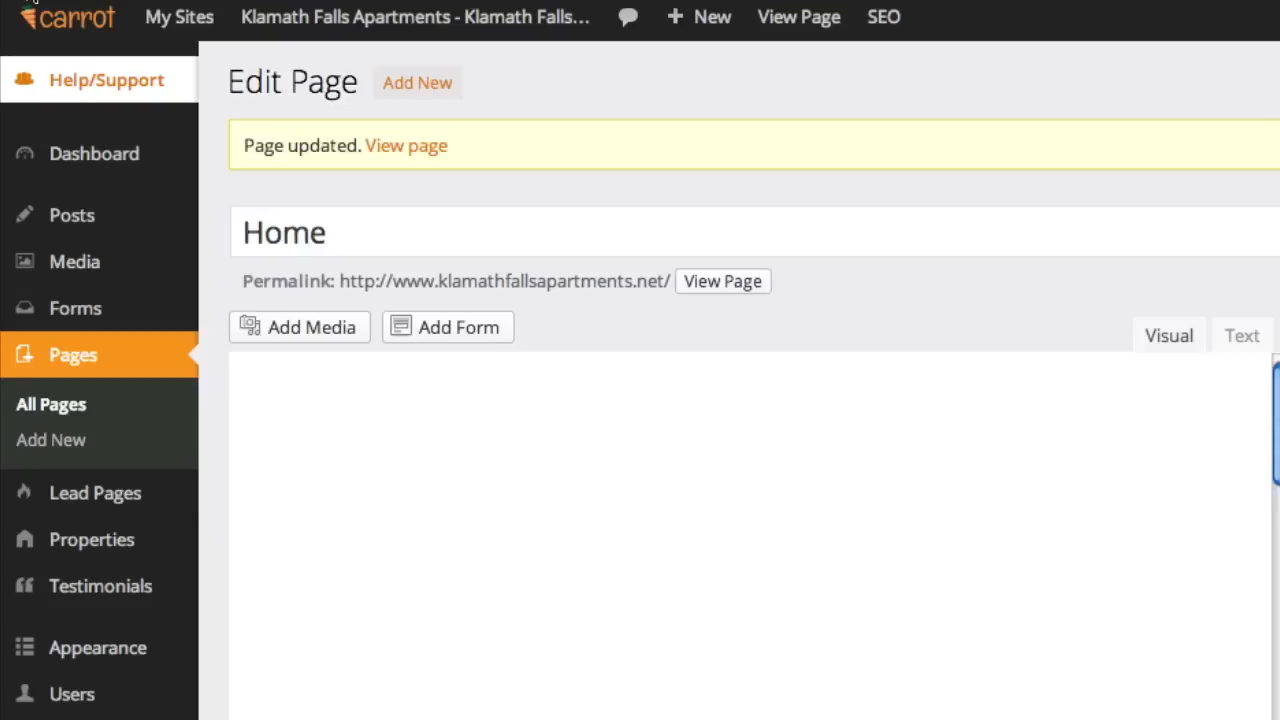 carrot My Sites Klamath Falls Apartments - Klamath Falls... + New View Page SEO
Help/Support
Edit Page Add New
Page updated. View page
Dashboard
Posts
Home
Media
Permalink: http://www.klamathfallsapartments.net/ View Page
Forms
Add Media Add Form
Visual Text
Pages
All Pages
Add New
Lead Pages
Properties
Testimonials
Appearance
Users